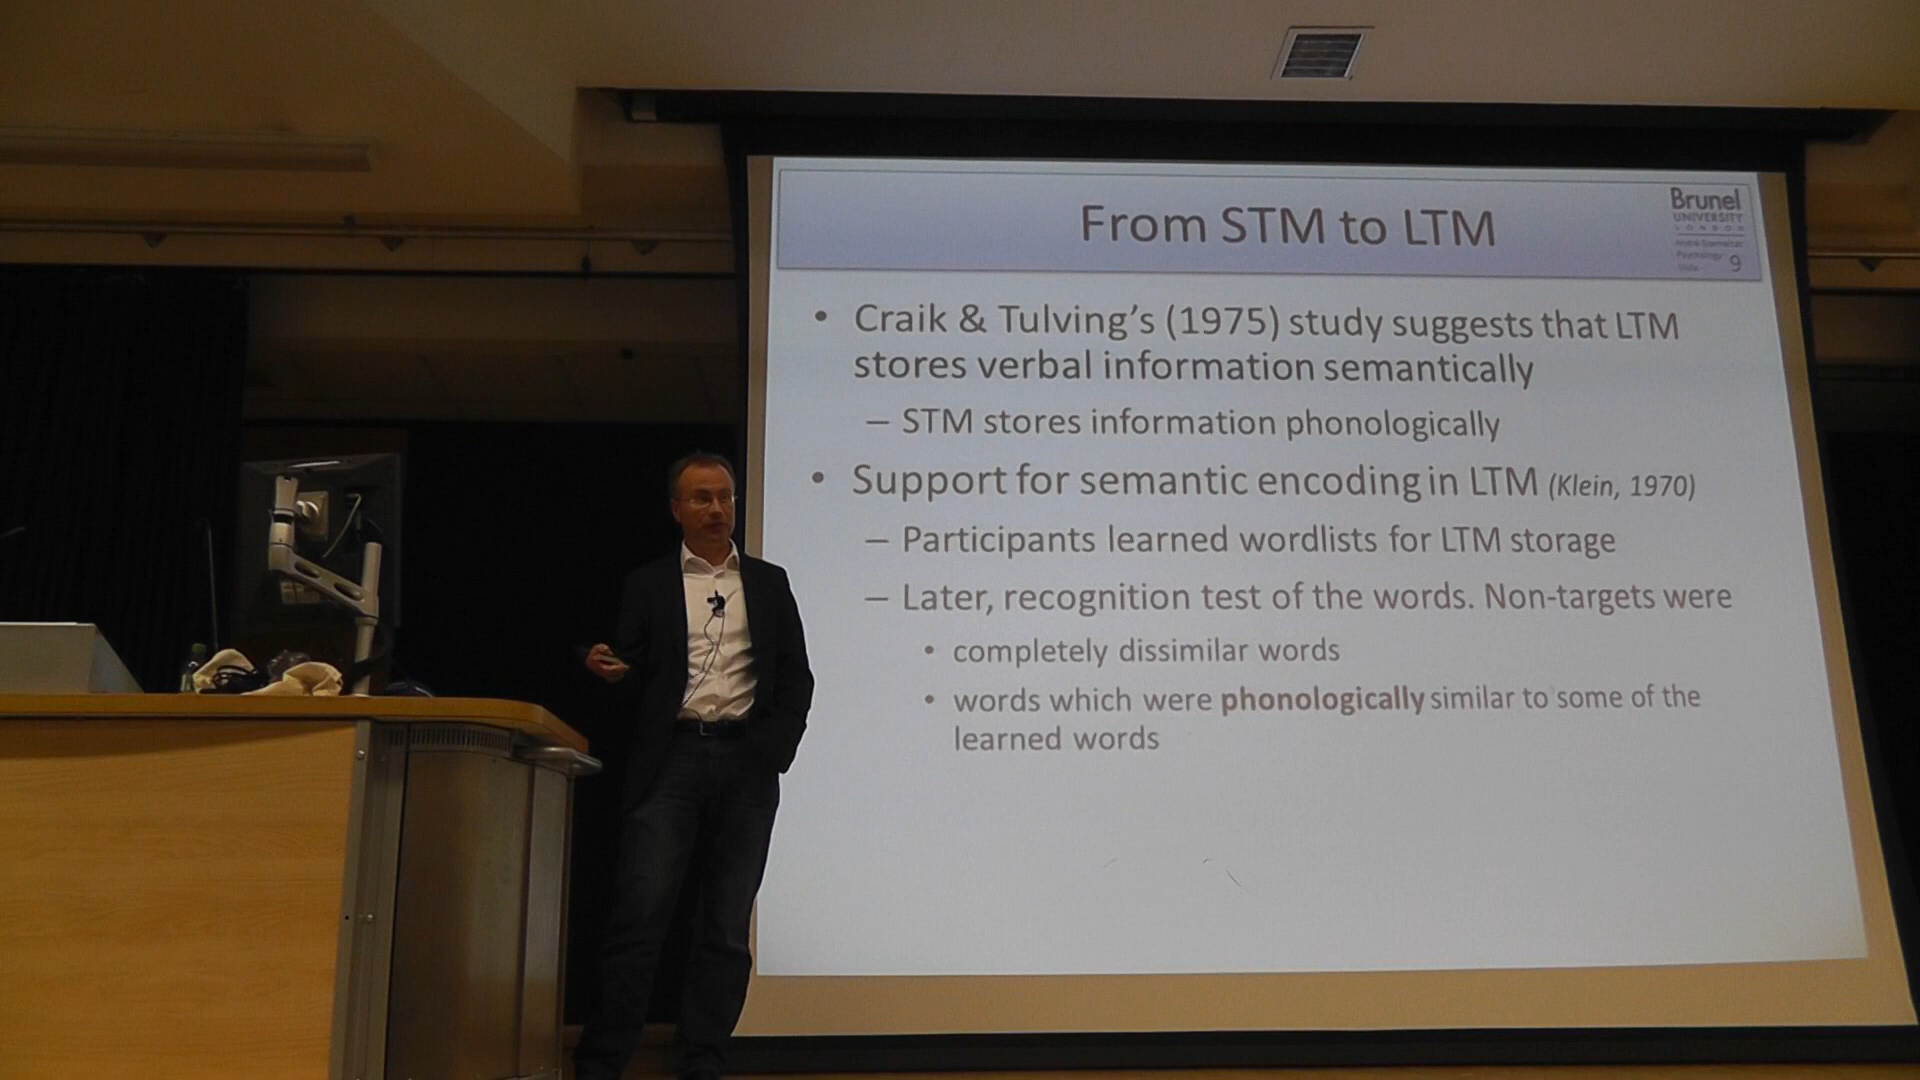 From STM to LTM
Brunel
UNIVERSITY
LONDON
Psychology
Slide 9
• Craik & Tulving's (1975) study suggests that LTM
stores verbal information semantically
– STM stores information phonologically
• Support for semantic encoding in LTM (Klein, 1970)
– Participants learned wordlists for LTM storage
– Later, recognition test of the words. Non-targets were
• completely dissimilar words
• words which were phonologically similar to some of the
learned words